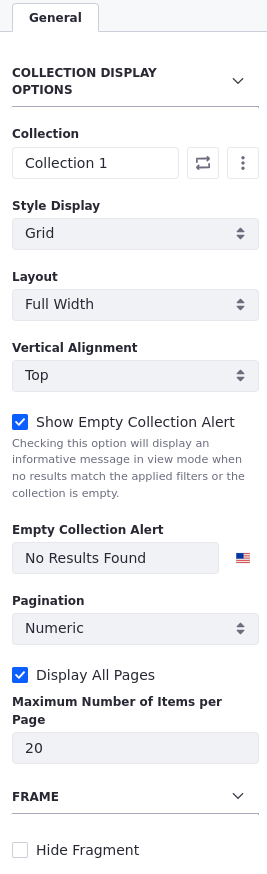 General
COLLECTION DISPLAY
OPTIONS
Collection
Collection 1
Style Display
Grid
Layout
Full Width
Vertical Alignment
Top
Show Empty Collection Alert
Checking this option will display an
informative message in view mode when
no results match the applied filters or the
collection is empty.
Empty Collection Alert
No Results Found
Pagination
Numeric
Display All Pages
Maximum Number of Items per
Page
20
FRAME
Hide Fragment